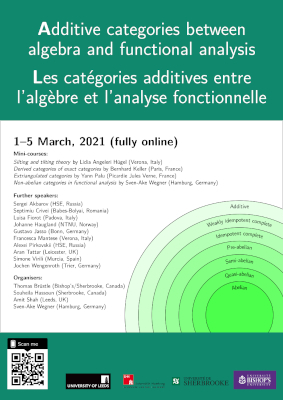 Additive categories between
algebra and functional analysis
Les catégories additives entre
l'algèbre et l'analyse fonctionnelle
1–5 March, 2021 (fully online)
Mini-courses:
Silting and tilting theory by Lidia Angeleri Hügel (Verona, Italy)
Derived categories of exact categories by Bernhard Keller (Paris, France)
Extriangulated categories by Yann Palu (Picardie Jules Verne, France)
Non-abelian categories in functional analysis by Sven-Ake Wegner (Hamburg, Germany)
Further speakers:
Sergei Akbarov (HSE, Russia)
Septimiu Crivei (Babeș-Bolyai, Romania)
Luisa Fiorot (Padova, Italy)
Johanne Haugland (NTNU, Norway)
Gustavo Jasso (Bonn, Germany)
Francesca Mantese (Verona, Italy)
Alexei Pirkovskii (HSE, Russia)
Aran Tattar (Leicester, UK)
Simone Virili (Murcia, Spain)
Jochen Wengenroth (Trier, Germany)
Organisers:
Thomas Brüstle (Bishop's/Sherbrooke, Canada)
Souheila Hassoun (Sherbrooke, Canada)
Amit Shah (Leeds, UK)
Sven-Ake Wegner (Hamburg, Germany)
Additive
Weakly idempotent complete
Idempotent complete
Pre-abelian
Semi-abelian
Quasi-abelian
Abelian
Scan me
UNIVERSITY OF LEEDS
SHERBROOKE
UNIVERSITÉ
BISHOP'S
UNIVERSITY